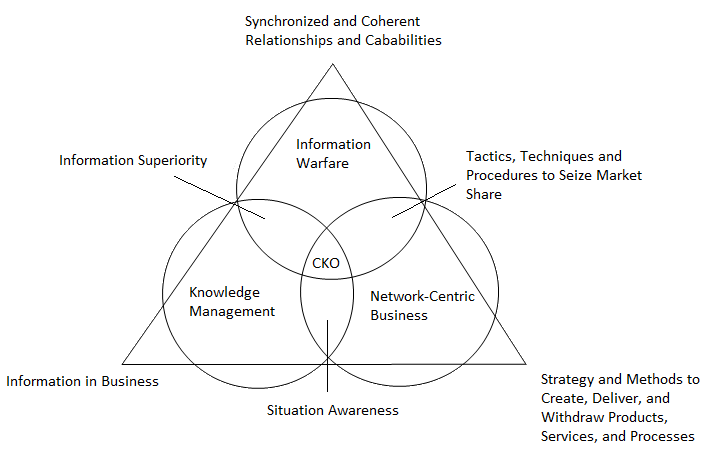 Synchronized and Coherent
Relationships and Cababilities
Information
Warfare
Information Superiority
Tactics, Techniques and
Procedures to Seize Market
Share
CKO
Knowledge
Management
Network-Centric
Business
Information in Business
Situation Awareness
Strategy and Methods to
Create, Deliver, and
Withdraw Products,
Services, and Processes